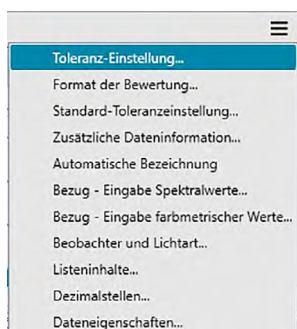 Toleranz-Einstellung...
Format der Bewertung...
Standard-Toleranzeinstellung...
Zusätzliche Dateninformation...
Automatische Bezeichnung
Bezug - Eingabe Spektralwerte...
Bezug - Eingabe farbmetrischer Werte...
Beobachter und Lichtart...
Listeninhalte...
Dezimalstellen...
Dateneigenschaften...